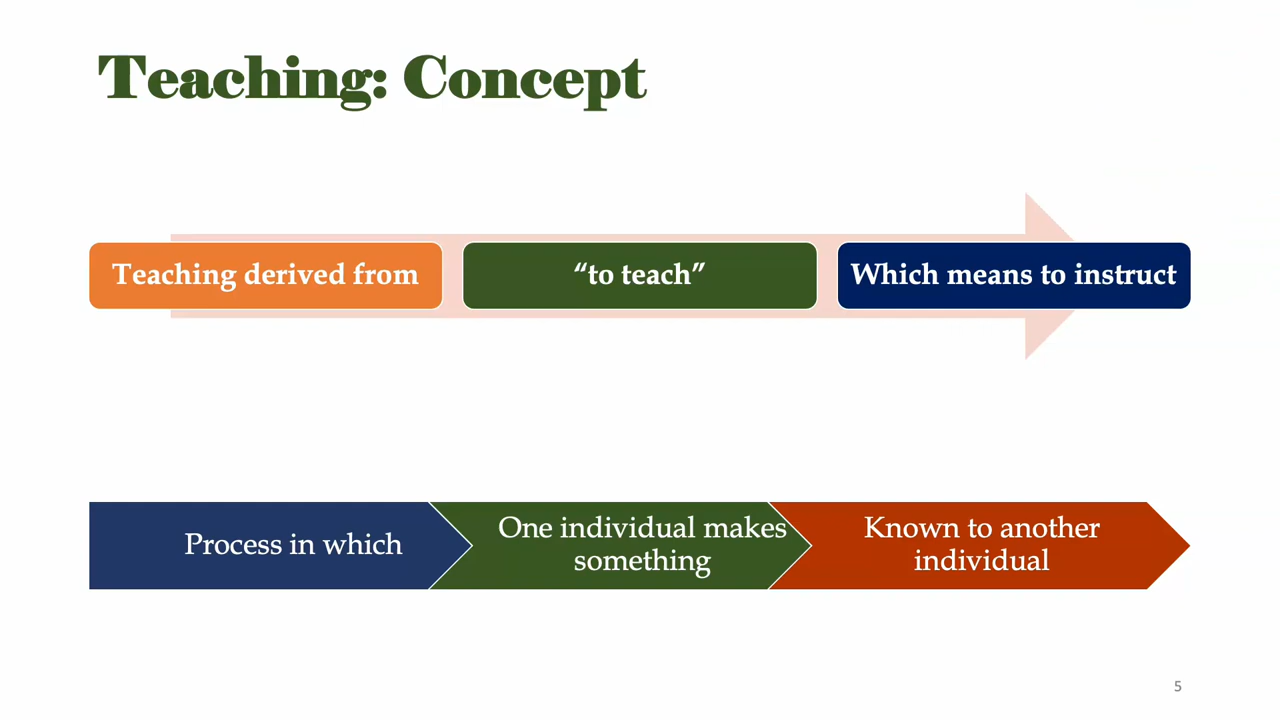 Teaching: Concept
Teaching derived from
“to teach”
Which means to instruct
Process in which
One individual makes
something
Known to another
individual
5